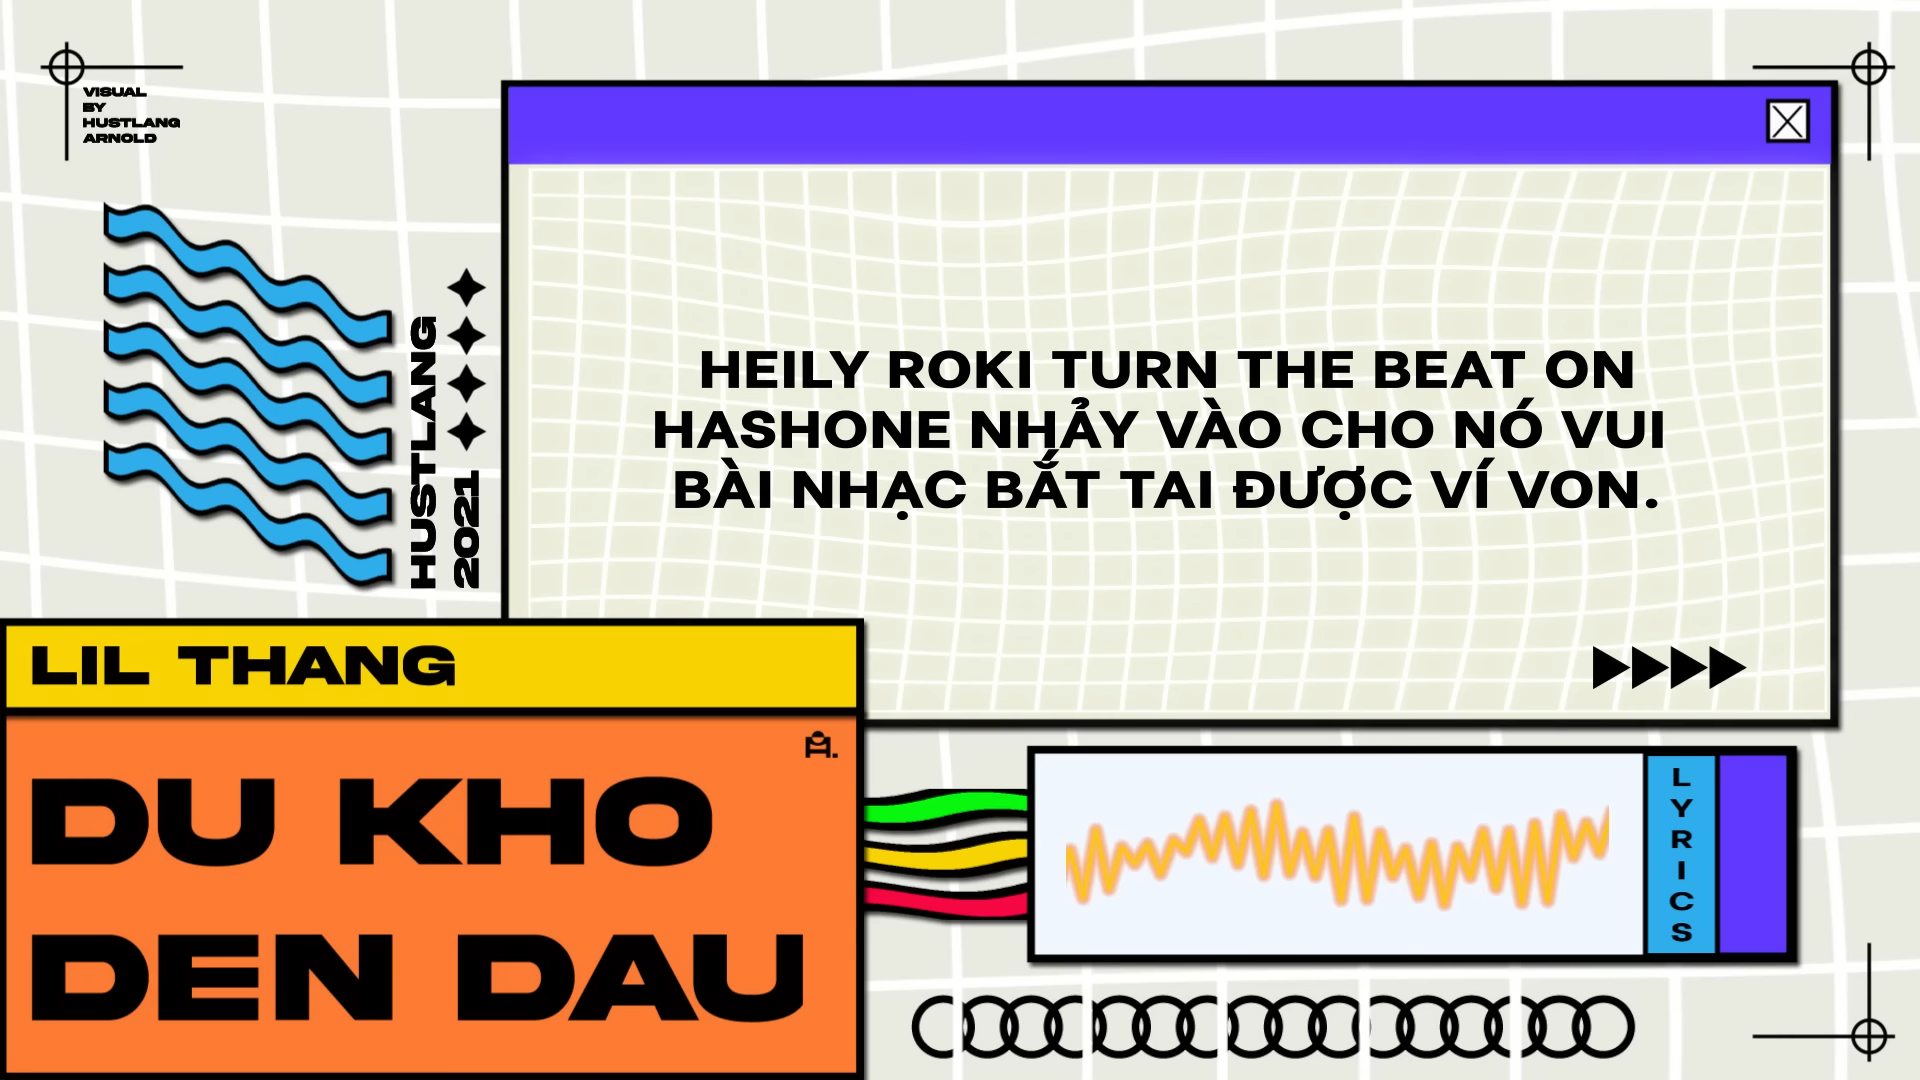 VISUAL
BY
HUSTLANG
ARNOLD
HUSTLANG
2021
HEILY ROKI TURN THE BEAT ON
HASHONE NHẢY VÀO CHO NÓ VUI
BÀI NHẠC BẮT TAI ĐƯỢC VÍ VON.
LIL THANG
DU KHO
DEN DAU
LYRICS